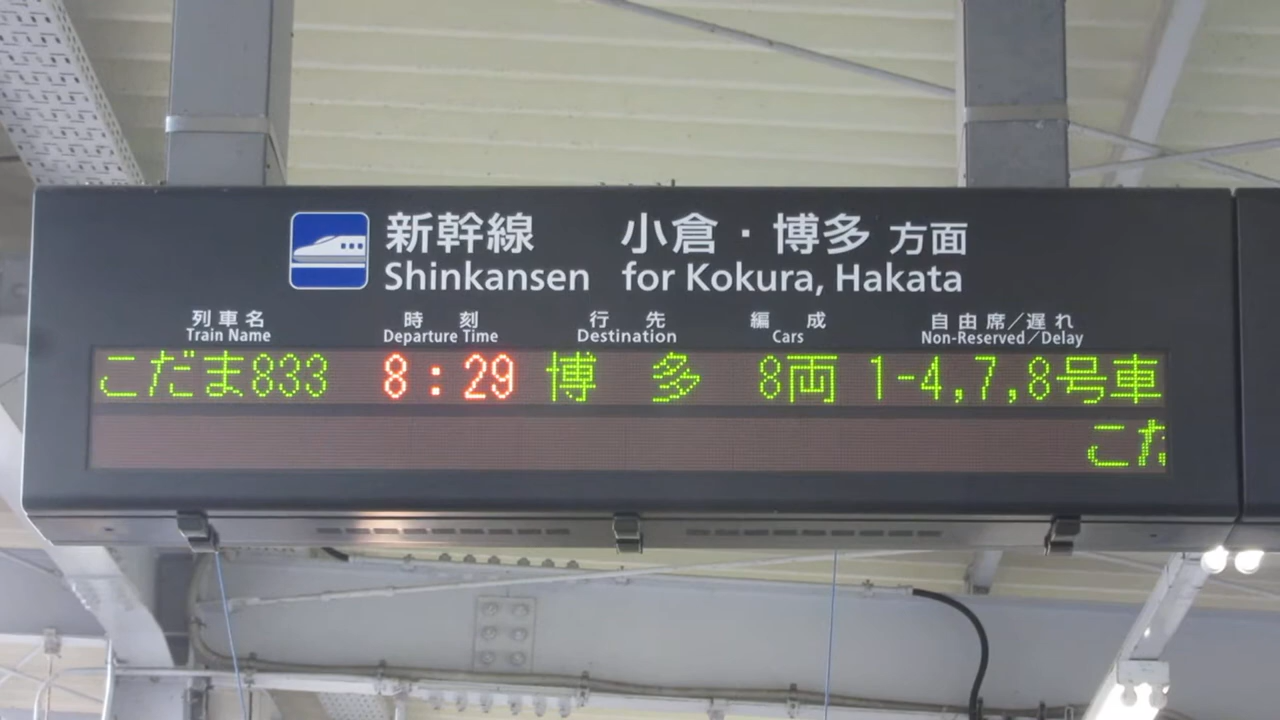 新幹線 小倉・博多 方面
Shinkansen for Kokura, Hakata
列車名 時刻 行先 編成 自由席／遅れ
Train Name Departure Time Destination Cars Non-Reserved／Delay
こだま833 8:29 博多 8両 1-4,7,8号車
こ